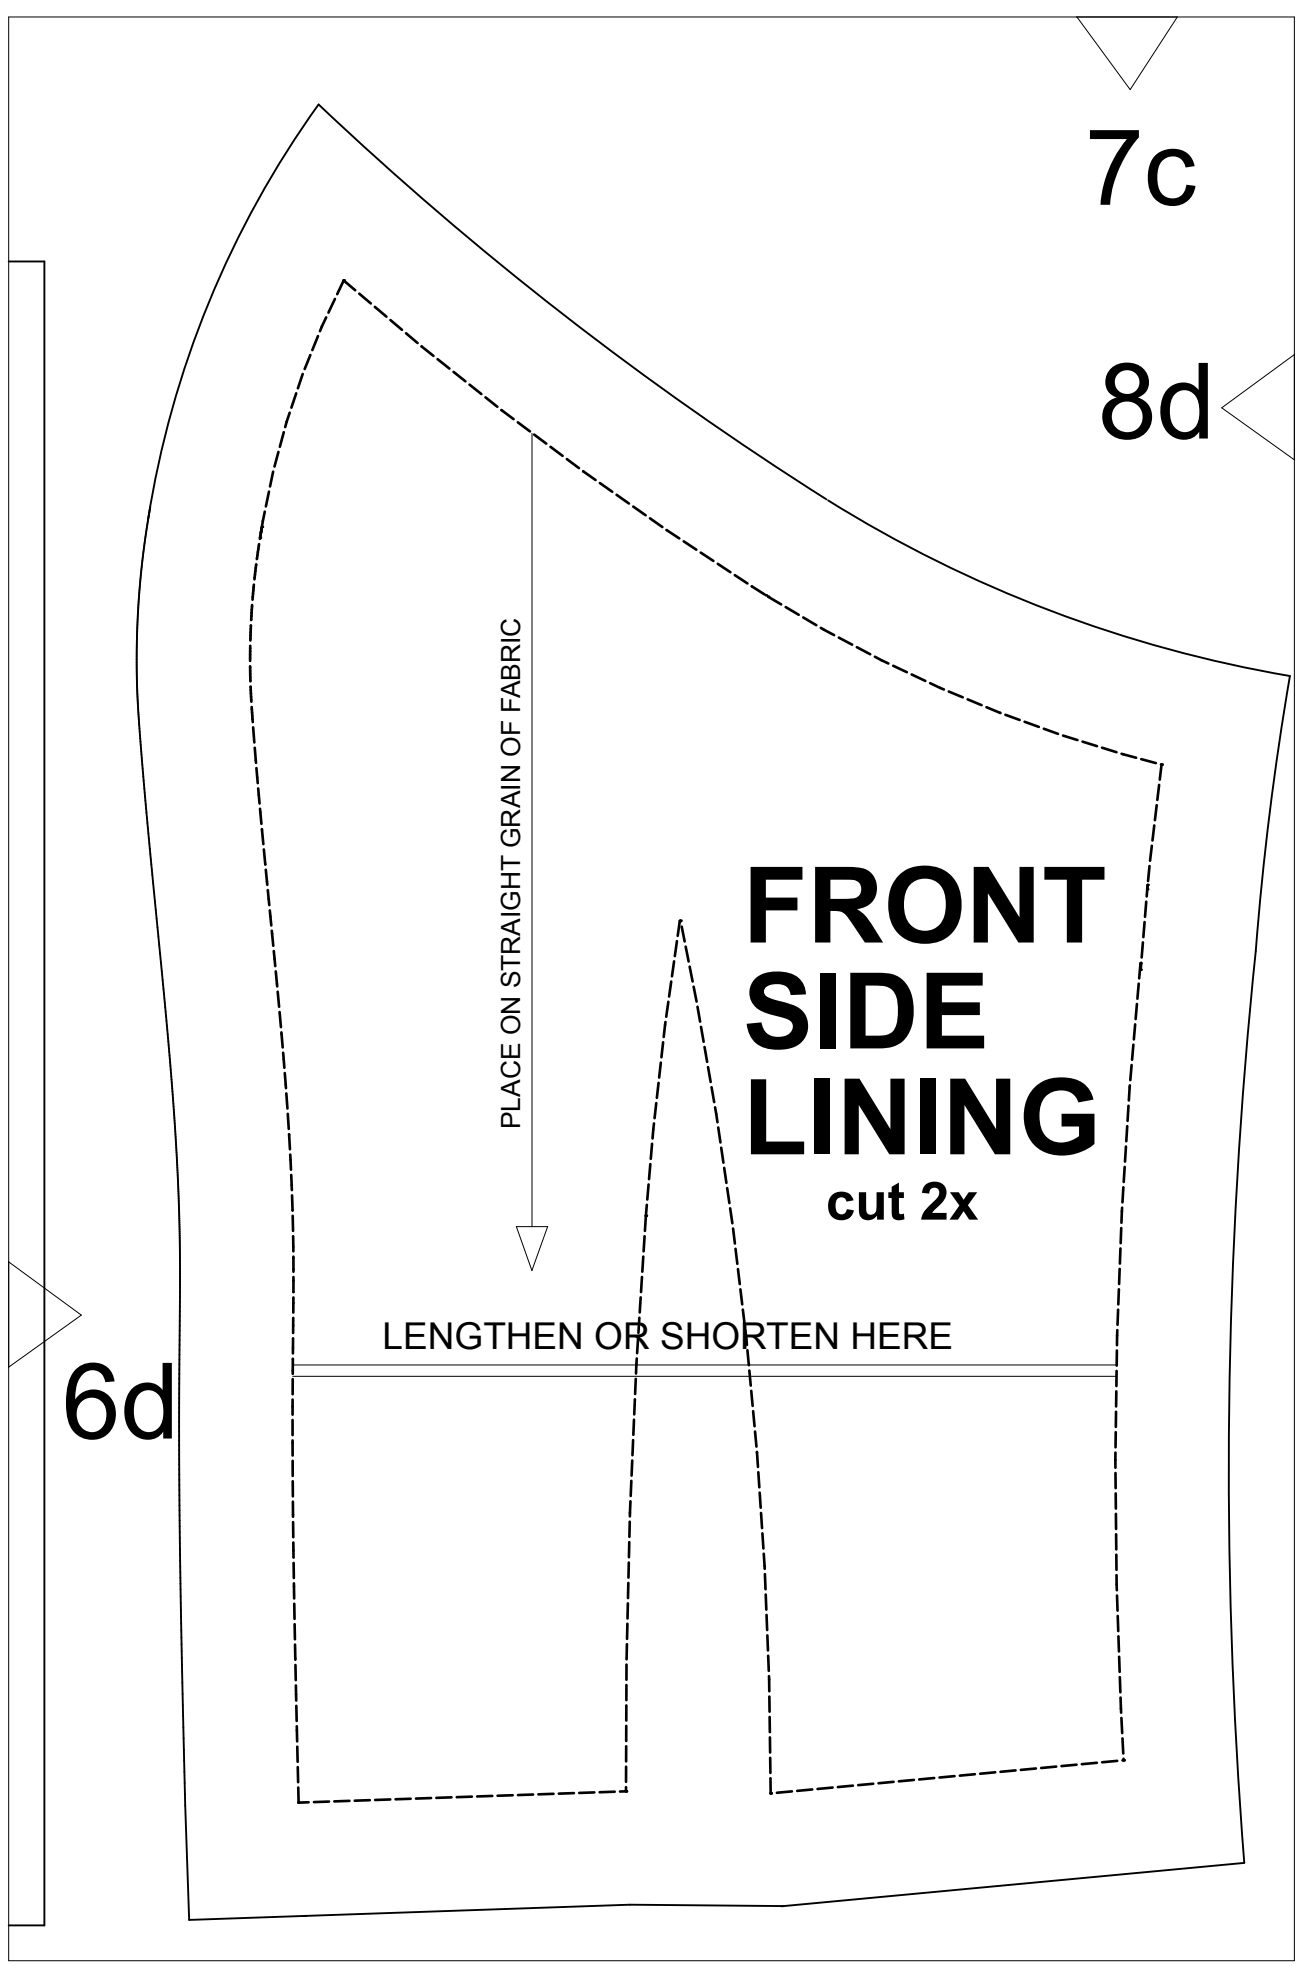 7c
8d
PLACE ON STRAIGHT GRAIN OF FABRIC
FRONT
SIDE
LINING
cut 2x
LENGTHEN OR SHORTEN HERE
6d